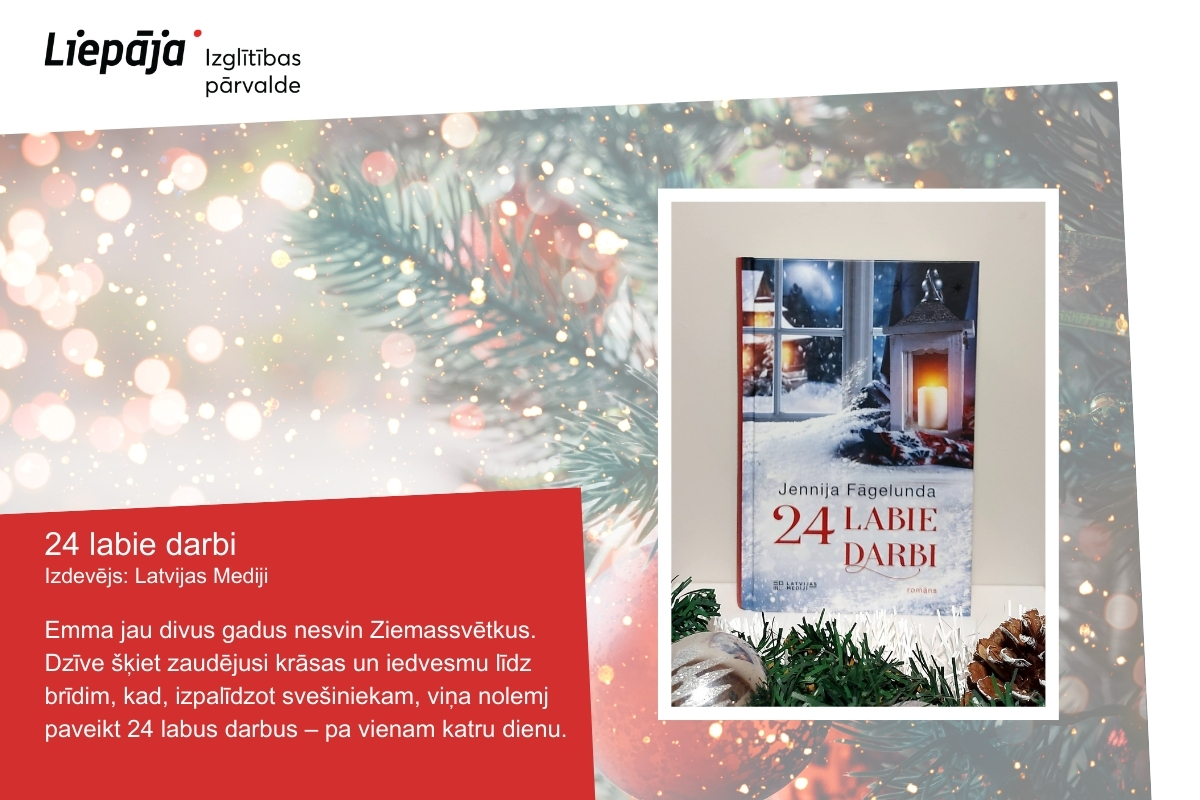 Liepāja
Izglītības
pārvalde
Jennija Fāgelunda
24 LABIE
DARBI
LATVIJAS
MEDIJI
romāns
24 labie darbi
Izdevējs: Latvijas Mediji
Emma jau divus gadus nesvin Ziemassvētkus.
Dzīve šķiet zaudējusi krāsas un iedvesmu līdz
brīdim, kad, izpalīdzot svešiniekam, viņa nolemj
paveikt 24 labus darbus – pa vienam katru dienu.